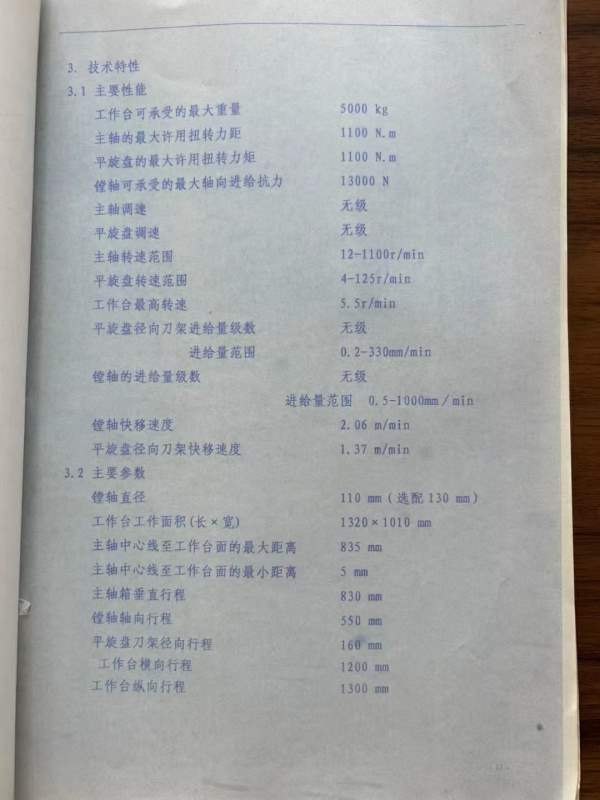 3. 技术特性
3.1 主要性能
工作台可承受的最大重量 5000 kg
主轴的最大许用扭转力距 1100 N.m
平旋盘的最大许用扭转力矩 1100 N.m
镗轴可承受的最大轴向进给抗力 13000 N
主轴调速 无级
平旋盘调速 无级
主轴转速范围 12-1100r/min
平旋盘转速范围 4-125r/min
工作台最高转速 5.5r/min
平旋盘径向刀架进给量级数 无级
进给量范围 0.2-330mm/min
镗轴的进给量级数 无级
进给量范围 0.5-1000mm/min
镗轴快移速度 2.06 m/min
平旋盘径向刀架快移速度 1.37 m/min
3.2 主要参数
镗轴直径 110 mm (选配 130 mm)
工作台工作面积(长×宽) 1320×1010 mm
主轴中心线至工作台面的最大距离 835 mm
主轴中心线至工作台面的最小距离 5 mm
主轴箱垂直行程 830 mm
镗轴轴向行程 550 mm
平旋盘刀架径向行程 160 mm
工作台横向行程 1200 mm
工作台纵向行程 1300 mm